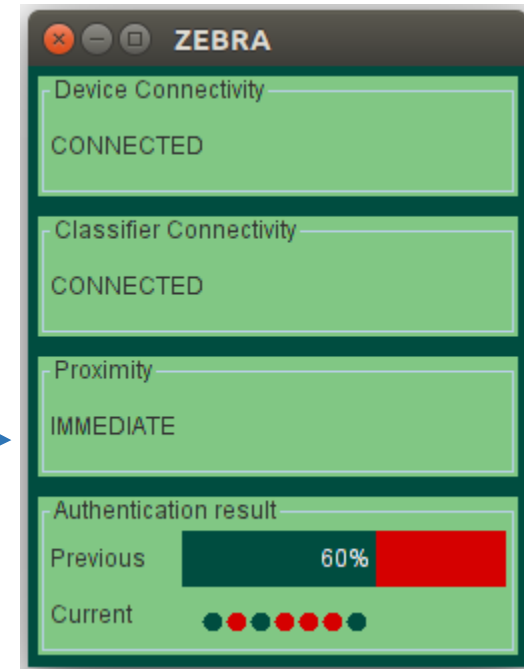 ZEBRA
Device Connectivity
CONNECTED
Classifier Connectivity
CONNECTED
Proximity
IMMEDIATE
Authentication result
Previous 60%
Current